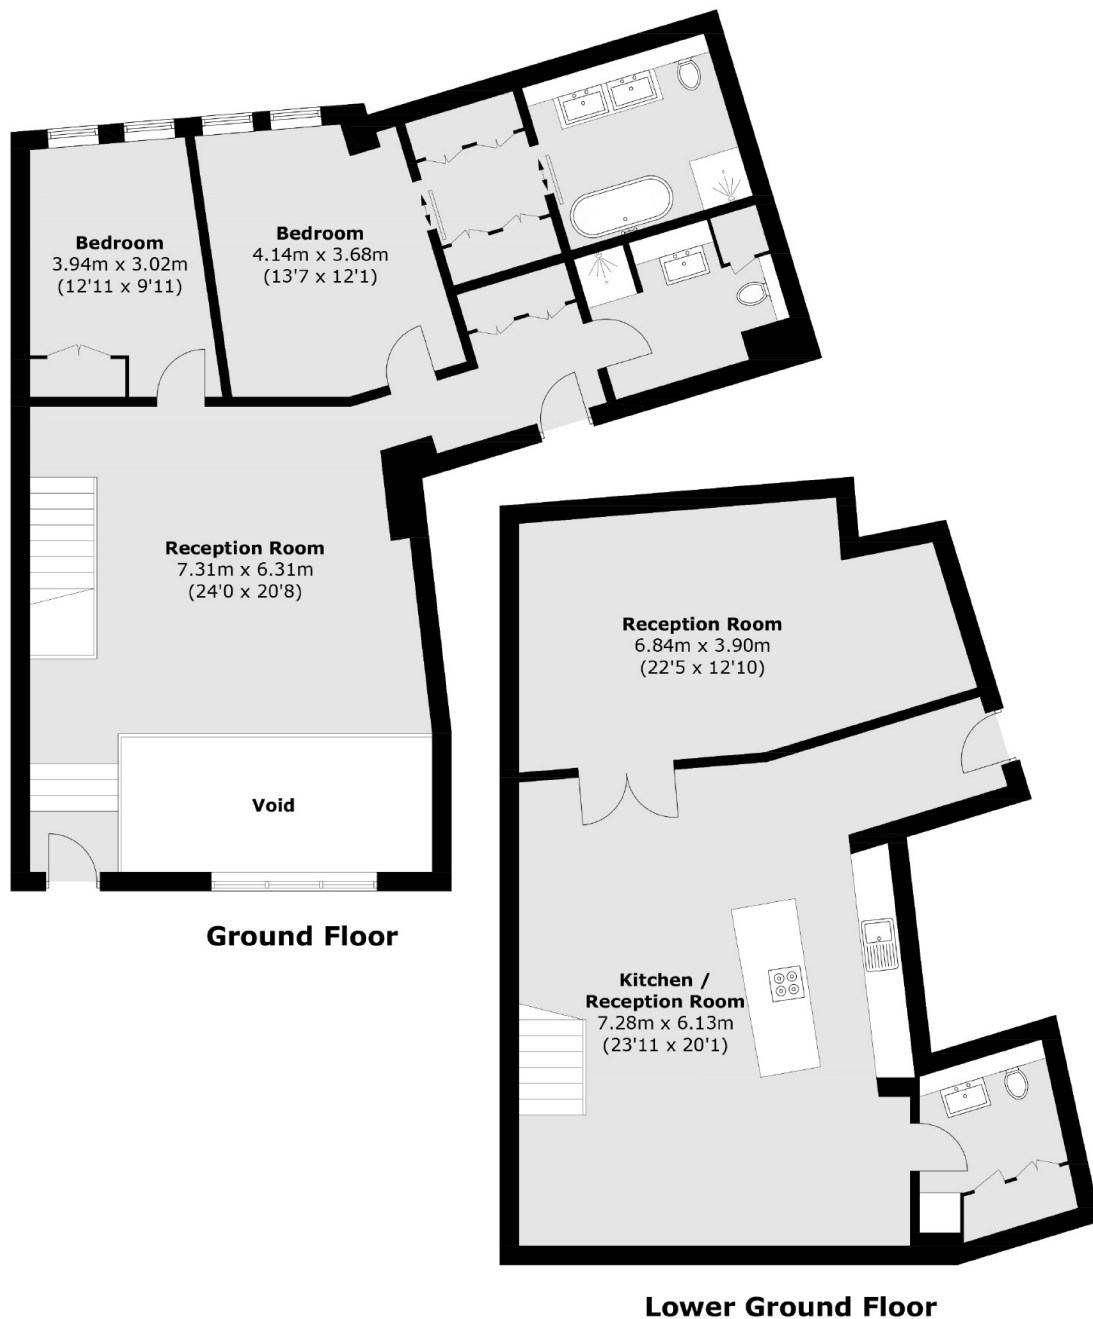 Bedroom
3.94m x 3.02m
(12'11 x 9'11)
Bedroom
4.14m x 3.68m
(13'7 x 12'1)
Reception Room
7.31m x 6.31m
(24'0 x 20'8)
Void
Ground Floor
Reception Room
6.84m x 3.90m
(22'5 x 12'10)
Kitchen /
Reception Room
7.28m x 6.13m
(23'11 x 20'1)
Lower Ground Floor